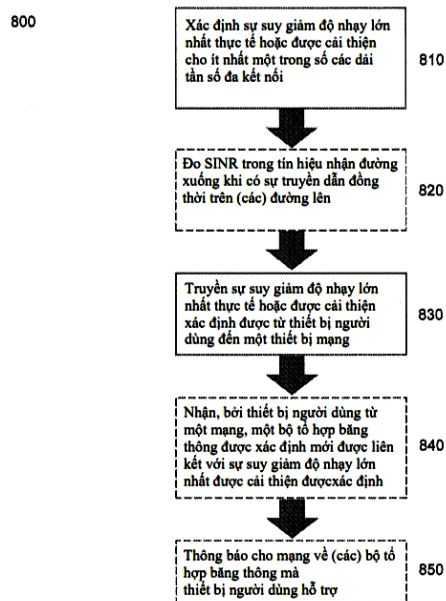 800
Xác định sự suy giảm độ nhạy lớn
nhất thực tế hoặc được cải thiện
cho ít nhất một trong số các dải
tần số đa kết nối
810
Đo SINR trong tín hiệu nhận đường
xuống khi có sự truyền dẫn đồng
thời trên (các) đường lên
820
Truyền sự suy giảm độ nhạy lớn
nhất thực tế hoặc được cải thiện
xác định được từ thiết bị người
dùng đến một thiết bị mạng
830
Nhận, bởi thiết bị người dùng từ
một mạng, một bộ tổ hợp băng
thông được xác định mới được liên
kết với sự suy giảm độ nhạy lớn
nhất được cải thiện đượcxác định
840
Thông báo cho mạng về (các) bộ tổ
hợp băng thông mà
thiết bị người dùng hỗ trợ
850